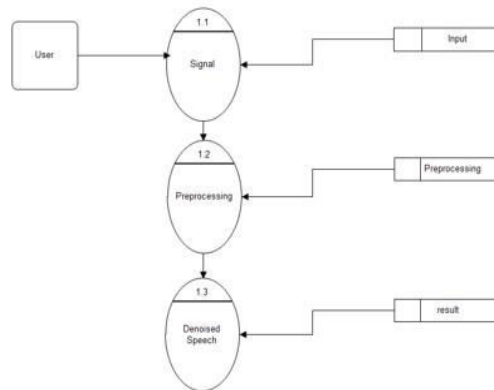 1.1
User
Signal
Input
1.2
Preprocessing
Preprocessing
1.3
Denoised
Speech
result